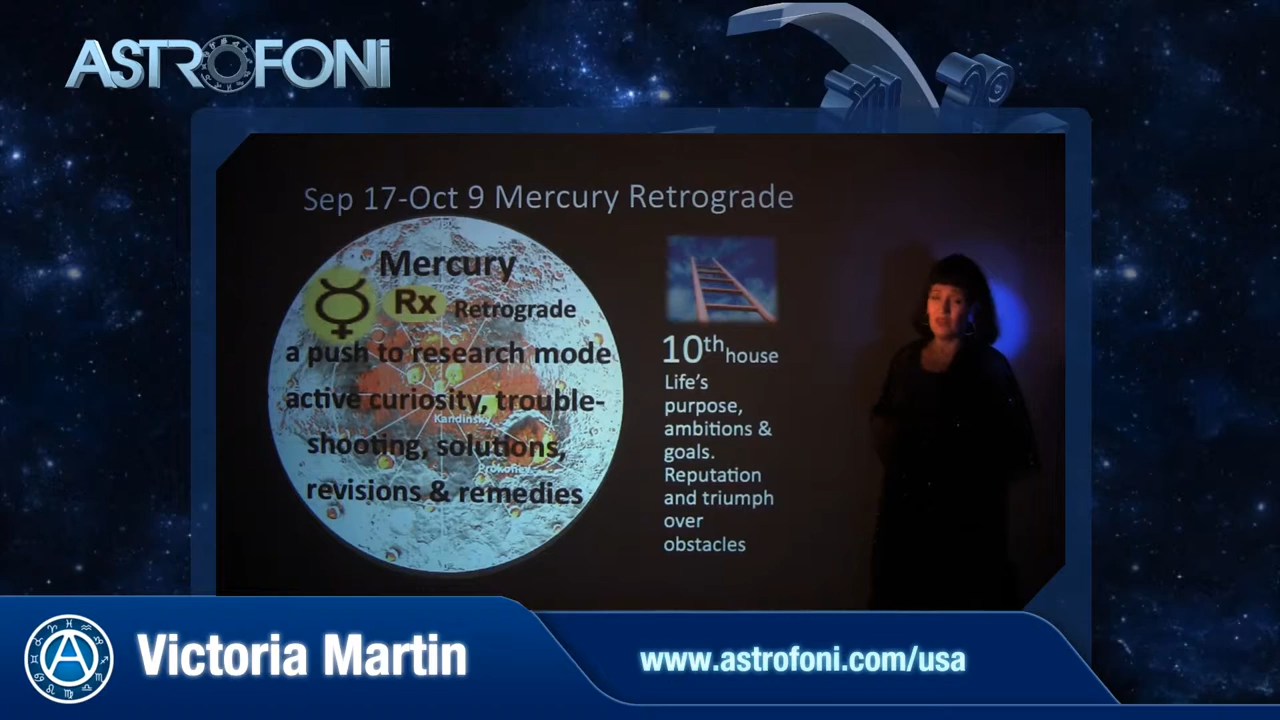 ASTROFONi
Sep 17-Oct 9 Mercury Retrograde
Mercury
Rx Retrograde
a push to research mode
active curiosity, trouble-
Kandinsky
shooting, solutions,
Prokofiev
revisions & remedies
10th house
Life's
purpose,
ambitions &
goals.
Reputation
and triumph
over
obstacles
Victoria Martin
www.astrofoni.com/usa